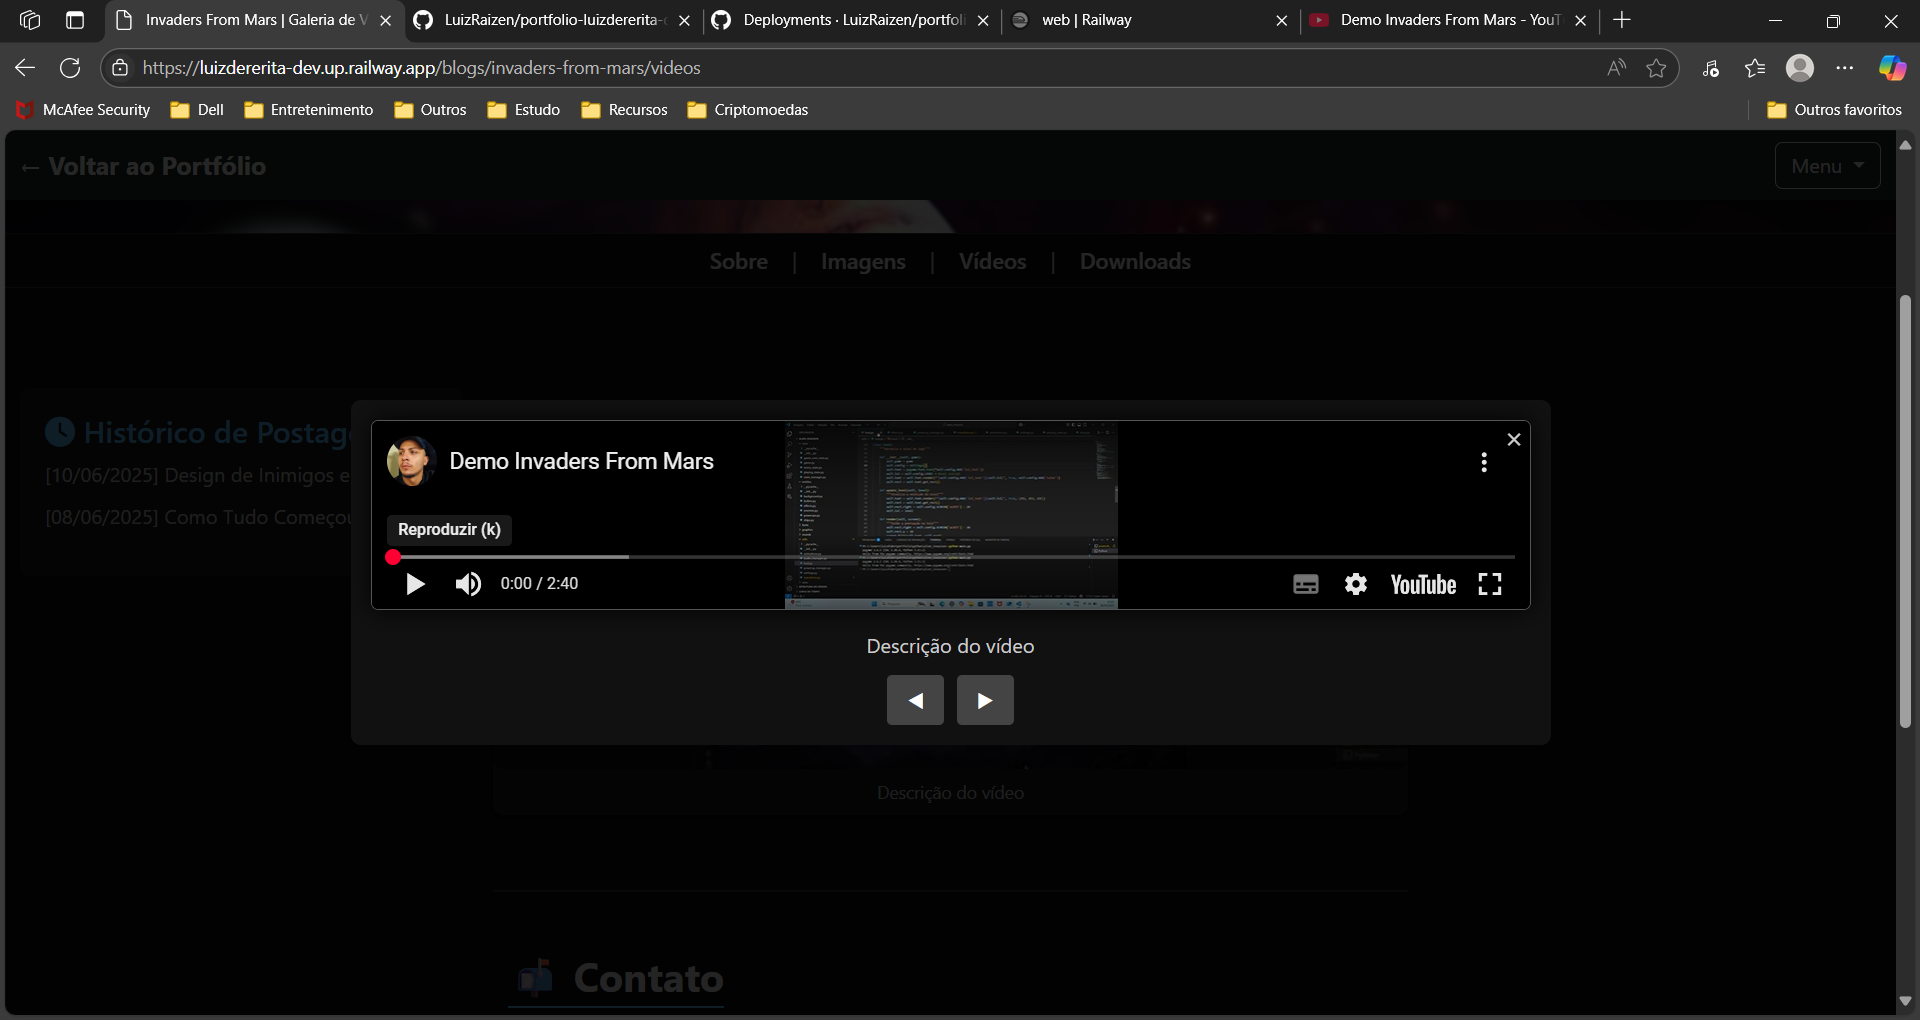 Invaders From Mars | Galeria de V
LuizRaizen/portfolio-luizdererita-
Deployments · LuizRaizen/portfoli
web | Railway
Demo Invaders From Mars - YouT
https://luizdererita-dev.up.railway.app/blogs/invaders-from-mars/videos
McAfee Security
Dell
Entretenimento
Outros
Estudo
Recursos
Criptomoedas
Outros favoritos
← Voltar ao Portfólio
Menu
Sobre | Imagens | Vídeos | Downloads
Histórico de Postage
[10/06/2025] Design de Inimigos e
[08/06/2025] Como Tudo Começou
Demo Invaders From Mars
Reproduzir (k)
0:00 / 2:40
YouTube
Descrição do vídeo
Descrição do vídeo
Contato